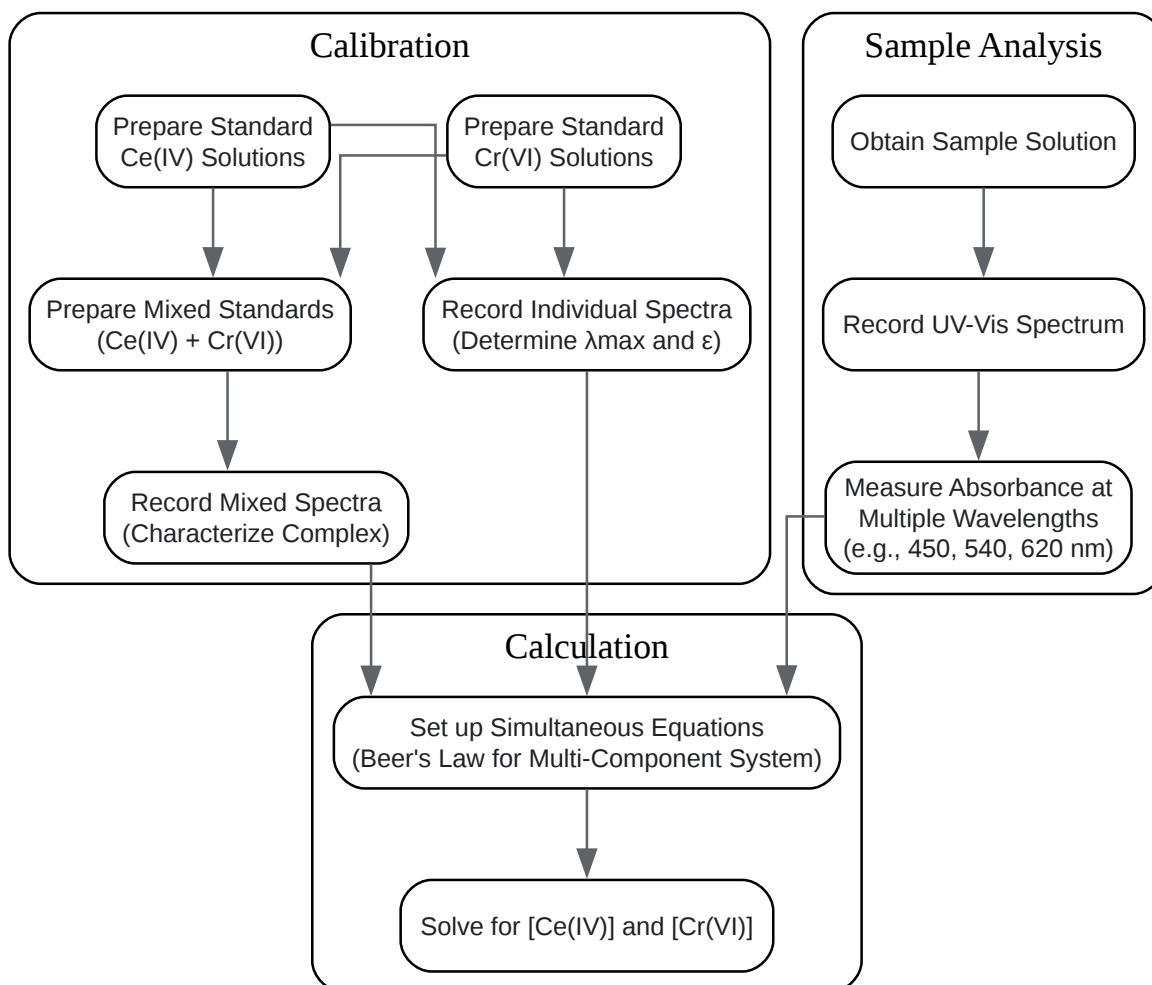 Calibration
Prepare Standard
Ce(IV) Solutions
Prepare Standard
Cr(VI) Solutions
Prepare Mixed Standards
(Ce(IV) + Cr(VI))
Record Individual Spectra
(Determine λmax and ε)
Record Mixed Spectra
(Characterize Complex)
Sample Analysis
Obtain Sample Solution
Record UV-Vis Spectrum
Measure Absorbance at
Multiple Wavelengths
(e.g., 450, 540, 620 nm)
Calculation
Set up Simultaneous Equations
(Beer's Law for Multi-Component System)
Solve for [Ce(IV)] and [Cr(VI)]